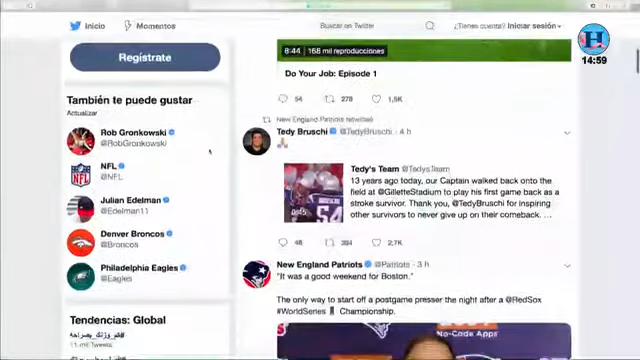 Inicio
Momentos
Buscar en Twitter
¿Tienes cuenta? Iniciar sesión
H
14:59
Regístrate
8:44 | 168 mil reproducciones
Do Your Job: Episode 1
54
278
1,5K
También te puede gustar
Actualizar
Rob Gronkowski
@RobGronkowski
NFL
@NFL
Julian Edelman
@Edelman11
Denver Broncos
@Broncos
Philadelphia Eagles
@Eagles
Tendencias: Global
11 mil Tweets
New England Patriots Retwitteó
Tedy Bruschi @TedyBruschi · 4 h
Tedy's Team @TedysTeam
13 years ago today, our Captain walked back onto the
field at @GilletteStadium to play his first game back as a
stroke survivor. Thank you, @TedyBruschi for inspiring
other survivors to never give up on their comeback. ...
54
394
2,7K
New England Patriots @Patriots · 3 h
"It was a good weekend for Boston."
The only way to start off a postgame presser the night after a @RedSox
#WorldSeries Championship.
No-Code Apps